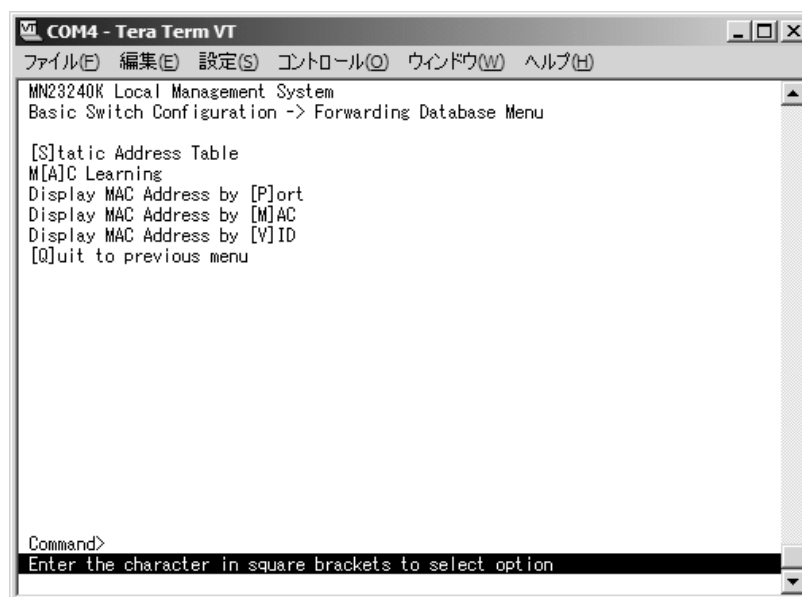 COM4 - Tera Term VT
ファイル(F) 編集(E) 設定(S) コントロール(O) ウィンドウ(W) ヘルプ(H)
MN23240K Local Management System
Basic Switch Configuration -> Forwarding Database Menu
[S]tatic Address Table
M[A]C Learning
Display MAC Address by [P]ort
Display MAC Address by [M]AC
Display MAC Address by [V]ID
[Q]uit to previous menu
Command>
Enter the character in square brackets to select option